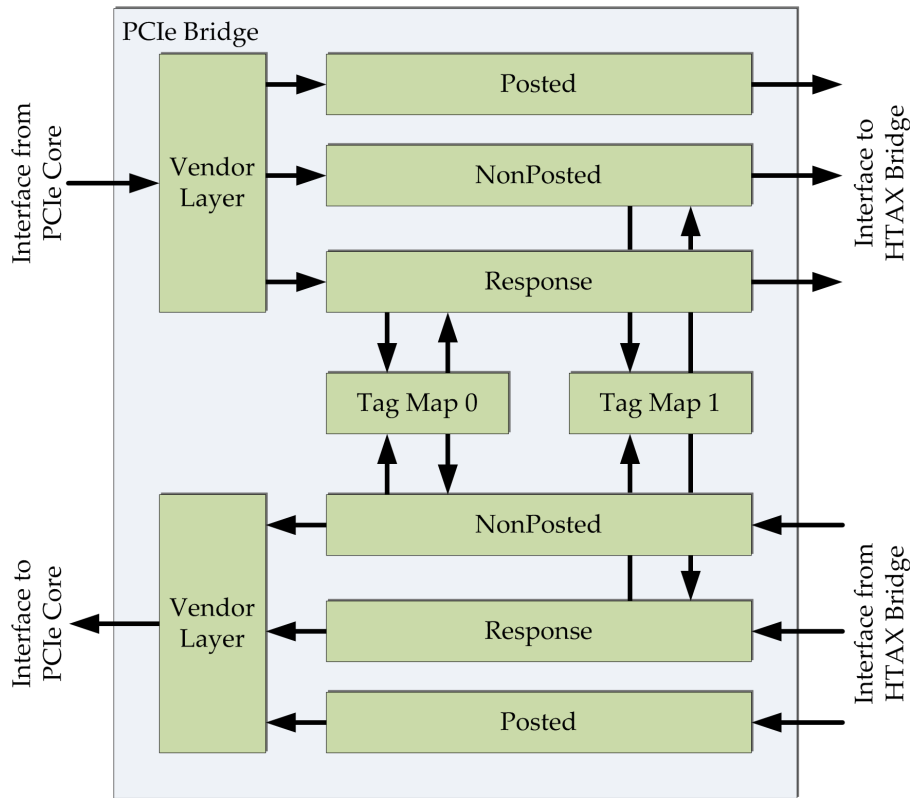 PCIe Bridge
Interface from
PCIe Core
Vendor
Layer
Posted
NonPosted
Response
Interface to
HTAX Bridge
Tag Map 0
Tag Map 1
Interface to
PCIe Core
Vendor
Layer
NonPosted
Response
Posted
Interface from
HTAX Bridge